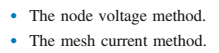 • The node voltage method.
• The mesh current method.